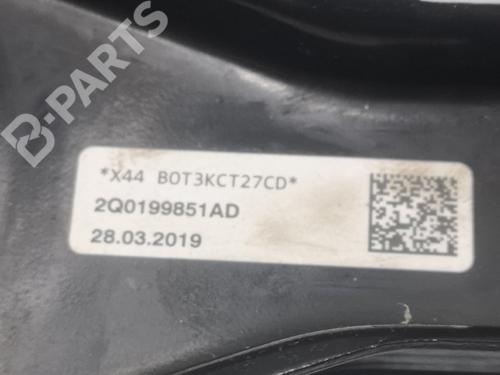 B-PARTS
*X44 B0T3KCT27CD*
2Q0199851AD
28.03.2019